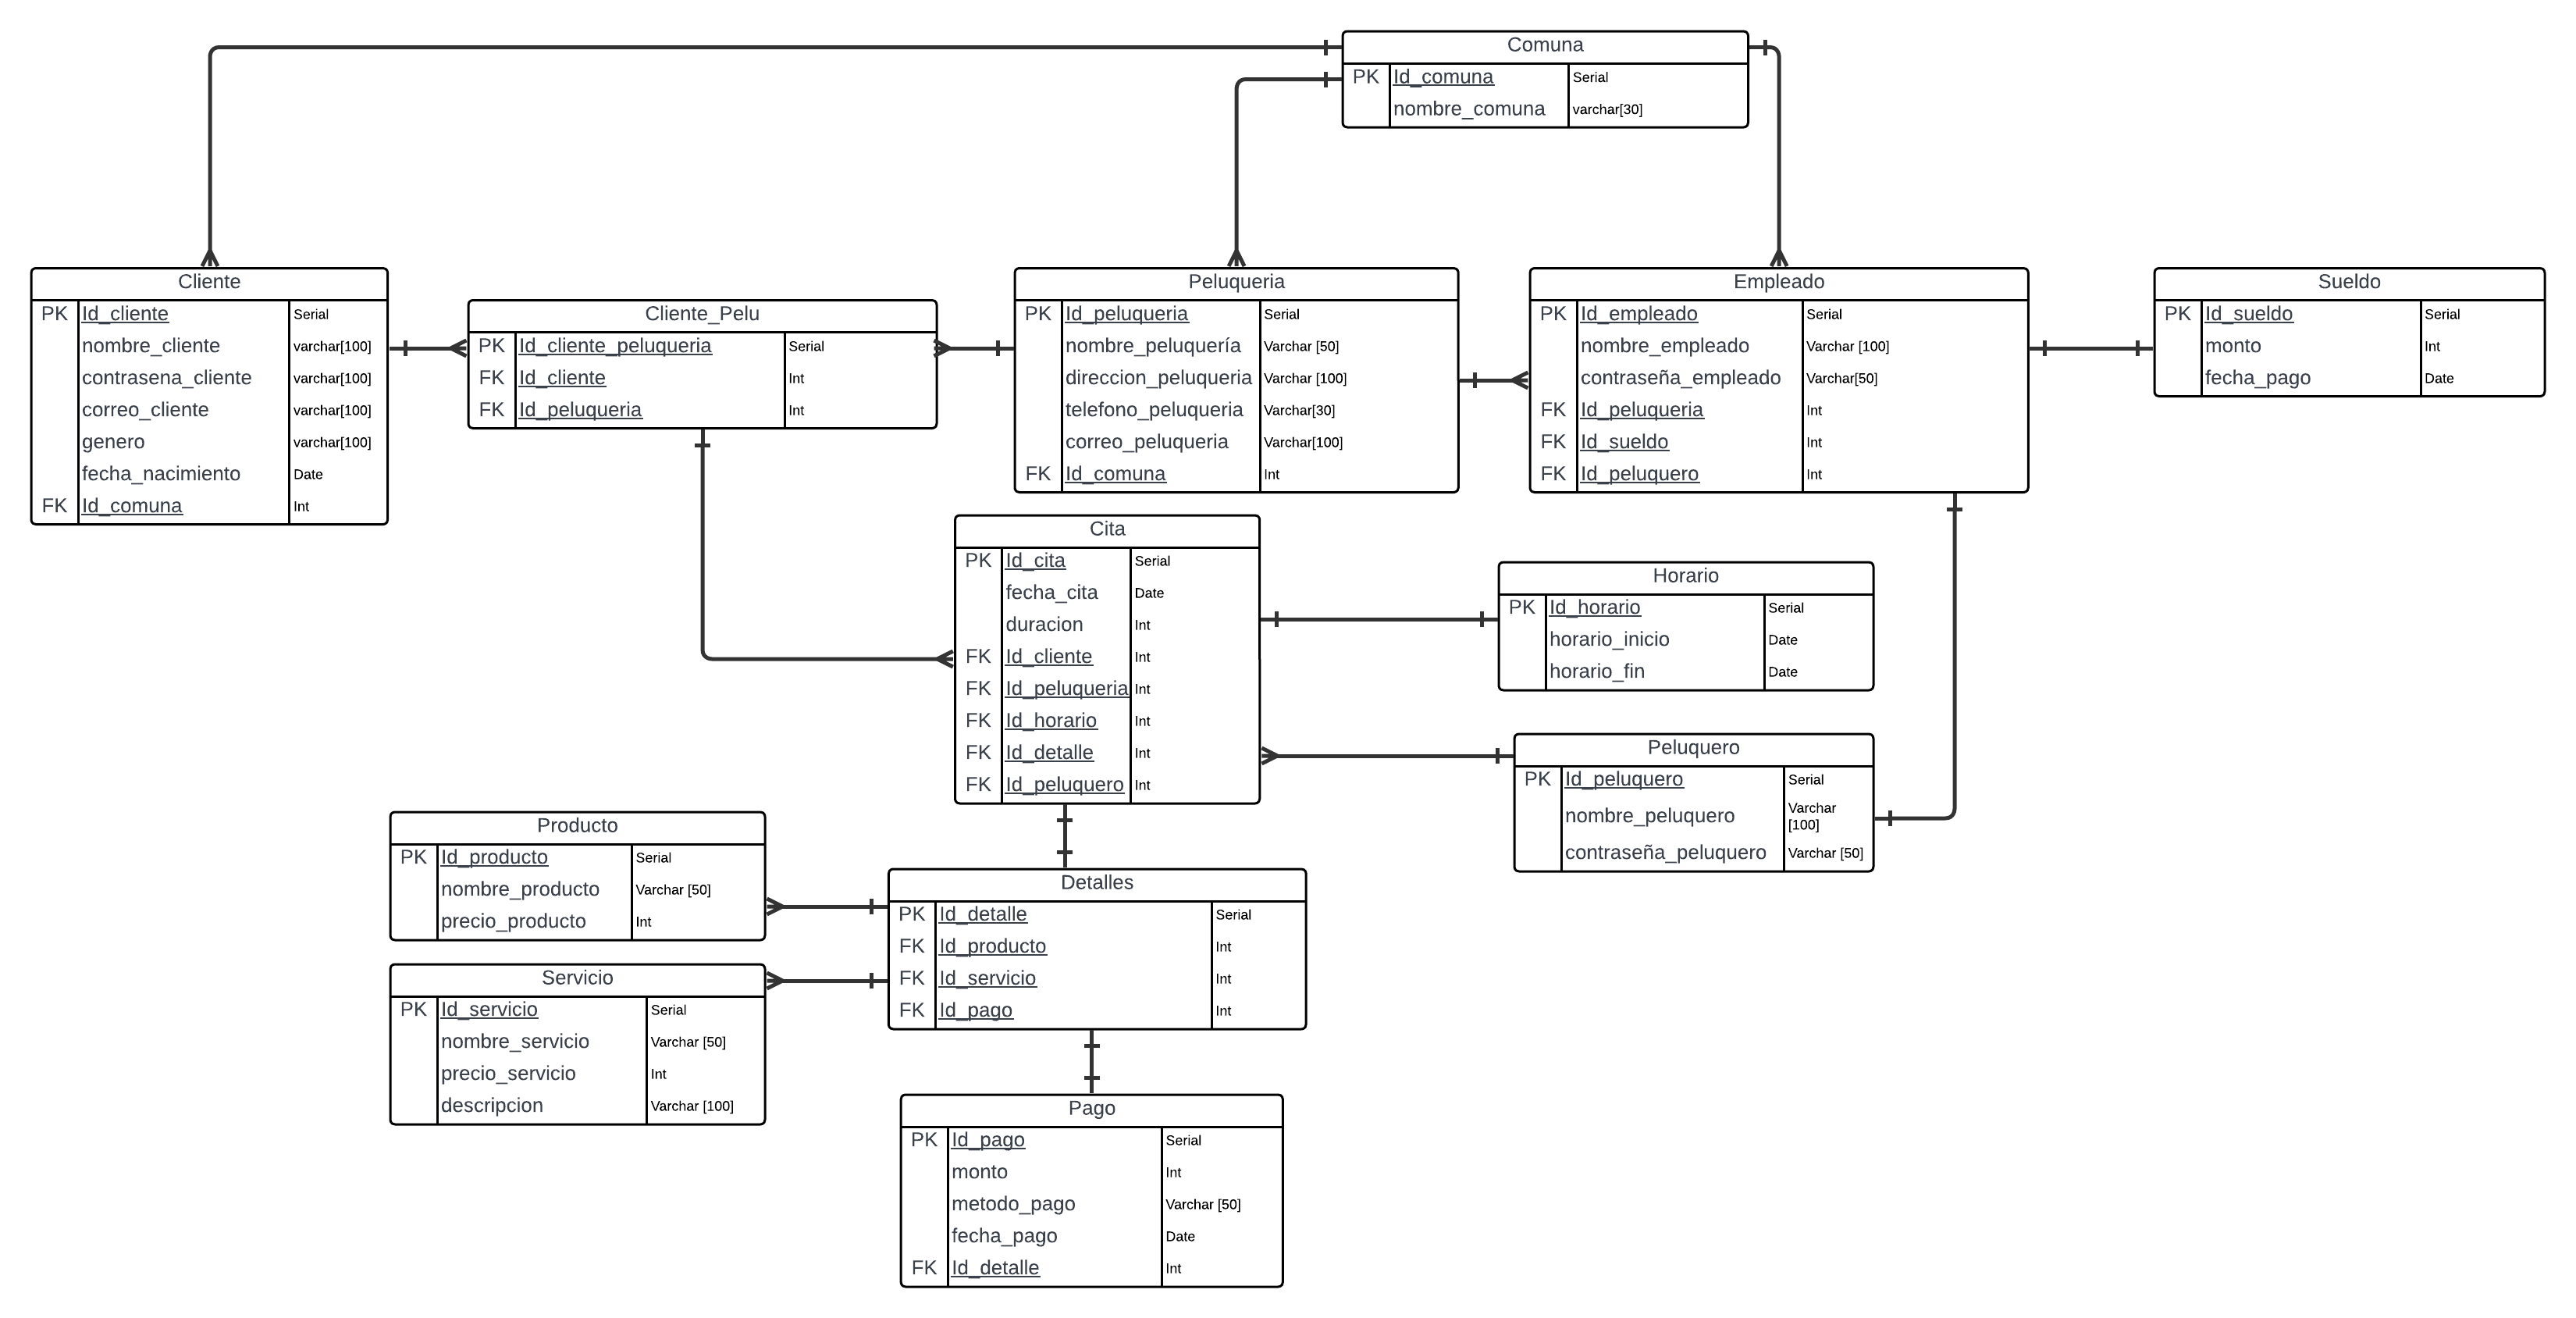 Comuna
PK Id_comuna Serial
nombre_comuna varchar[30]
Cliente
PK Id_cliente Serial
nombre_cliente varchar[100]
contrasena_cliente varchar[100]
correo_cliente varchar[100]
genero varchar[100]
fecha_nacimiento Date
FK Id_comuna Int
Cliente_Pelu
PK Id_cliente_peluqueria Serial
FK Id_cliente Int
FK Id_peluqueria Int
Peluqueria
PK Id_peluqueria Serial
nombre_peluquería Varchar [50]
direccion_peluqueria Varchar [100]
telefono_peluqueria Varchar[30]
correo_peluqueria Varchar[100]
FK Id_comuna Int
Empleado
PK Id_empleado Serial
nombre_empleado Varchar [100]
contraseña_empleado Varchar[50]
FK Id_peluqueria Int
FK Id_sueldo Int
FK Id_peluquero Int
Sueldo
PK Id_sueldo Serial
monto Int
fecha_pago Date
Cita
PK Id_cita Serial
fecha_cita Date
duracion Int
FK Id_cliente Int
FK Id_peluqueria Int
FK Id_horario Int
FK Id_detalle Int
FK Id_peluquero Int
Horario
PK Id_horario Serial
horario_inicio Date
horario_fin Date
Peluquero
PK Id_peluquero Serial
nombre_peluquero Varchar
[100]
contraseña_peluquero Varchar [50]
Producto
PK Id_producto Serial
nombre_producto Varchar [50]
precio_producto Int
Detalles
PK Id_detalle Serial
FK Id_producto Int
FK Id_servicio Int
FK Id_pago Int
Servicio
PK Id_servicio Serial
nombre_servicio Varchar [50]
precio_servicio Int
descripcion Varchar [100]
Pago
PK Id_pago Serial
monto Int
metodo_pago Varchar [50]
fecha_pago Date
FK Id_detalle Int